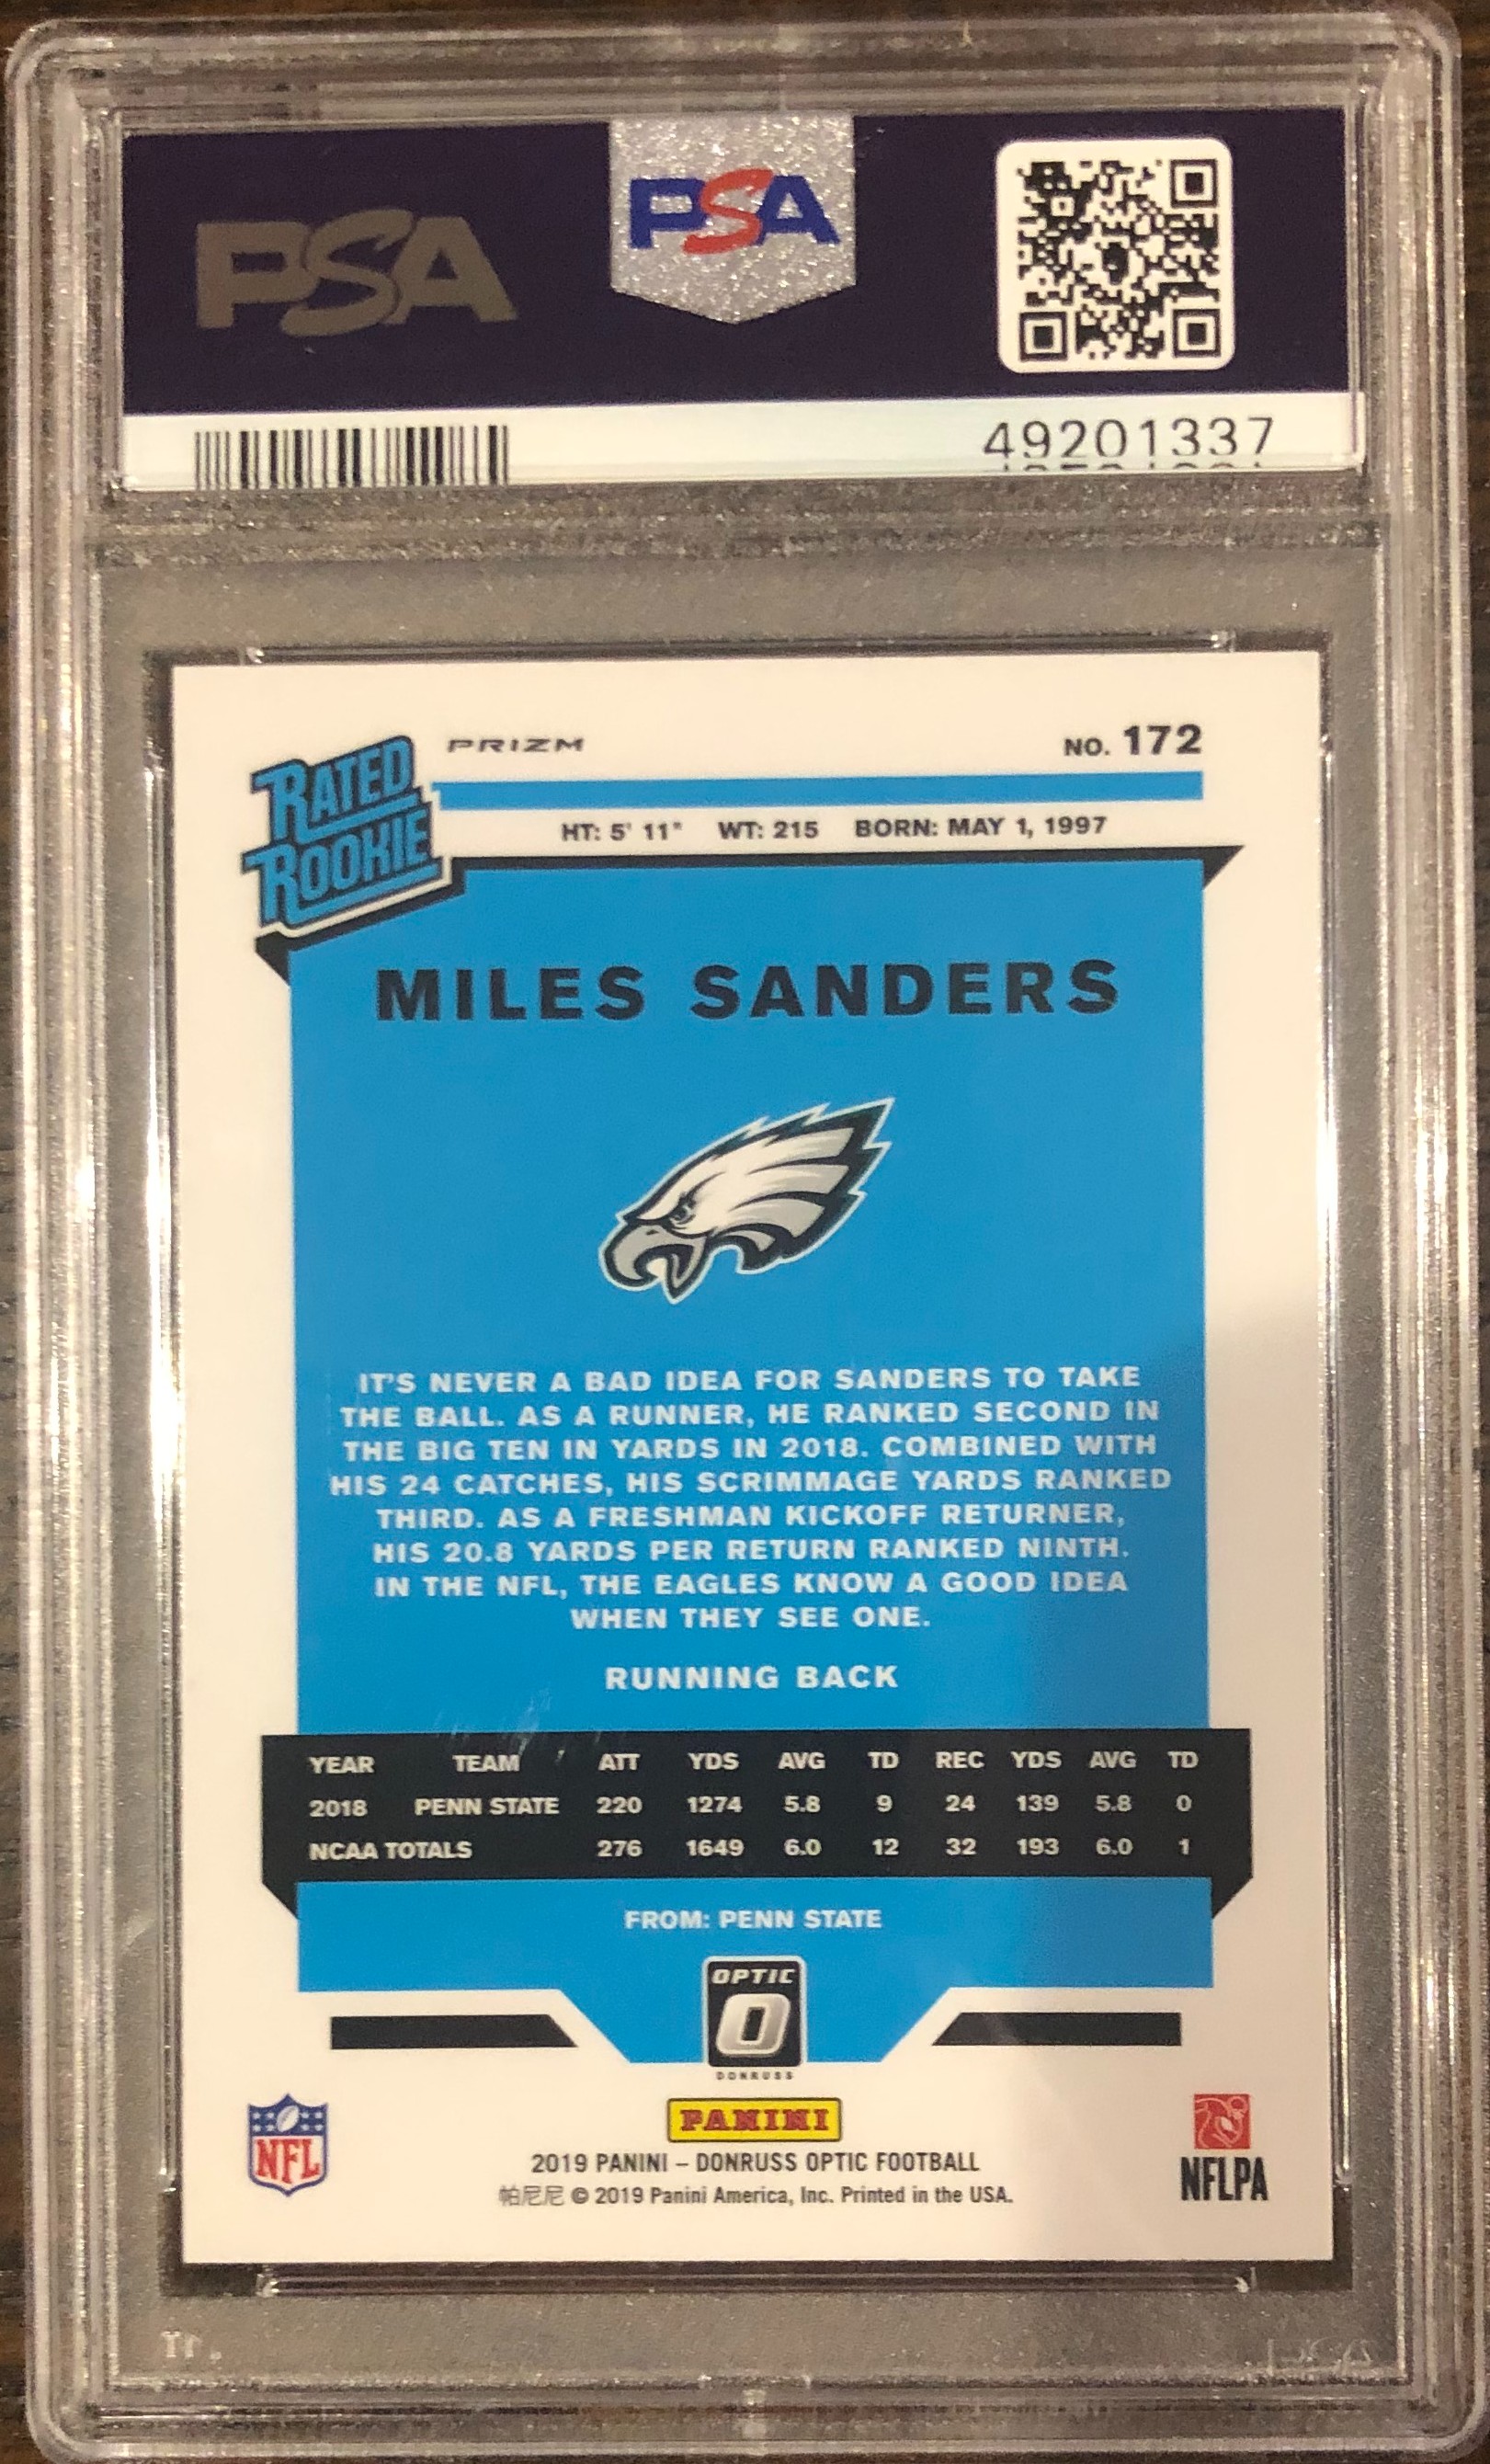 PSA
PSA
49201337
RATED
ROOKIE
PRIZM
NO. 172
HT: 5' 11" WT: 215 BORN: MAY 1, 1997
MILES SANDERS
IT'S NEVER A BAD IDEA FOR SANDERS TO TAKE
THE BALL. AS A RUNNER, HE RANKED SECOND IN
THE BIG TEN IN YARDS IN 2018. COMBINED WITH
HIS 24 CATCHES, HIS SCRIMMAGE YARDS RANKED
THIRD. AS A FRESHMAN KICKOFF RETURNER,
HIS 20.8 YARDS PER RETURN RANKED NINTH.
IN THE NFL, THE EAGLES KNOW A GOOD IDEA
WHEN THEY SEE ONE.
RUNNING BACK
YEAR TEAM ATT YDS AVG TD REC YDS AVG TD
2018 PENN STATE 220 1274 5.8 9 24 139 5.8 0
NCAA TOTALS 276 1649 6.0 12 32 193 6.0 1
FROM: PENN STATE
OPTIC
O
DONRUSS
PANINI
NFL
2019 PANINI – DONRUSS OPTIC FOOTBALL
帕尼尼 © 2019 Panini America, Inc. Printed in the USA.
NFLPA